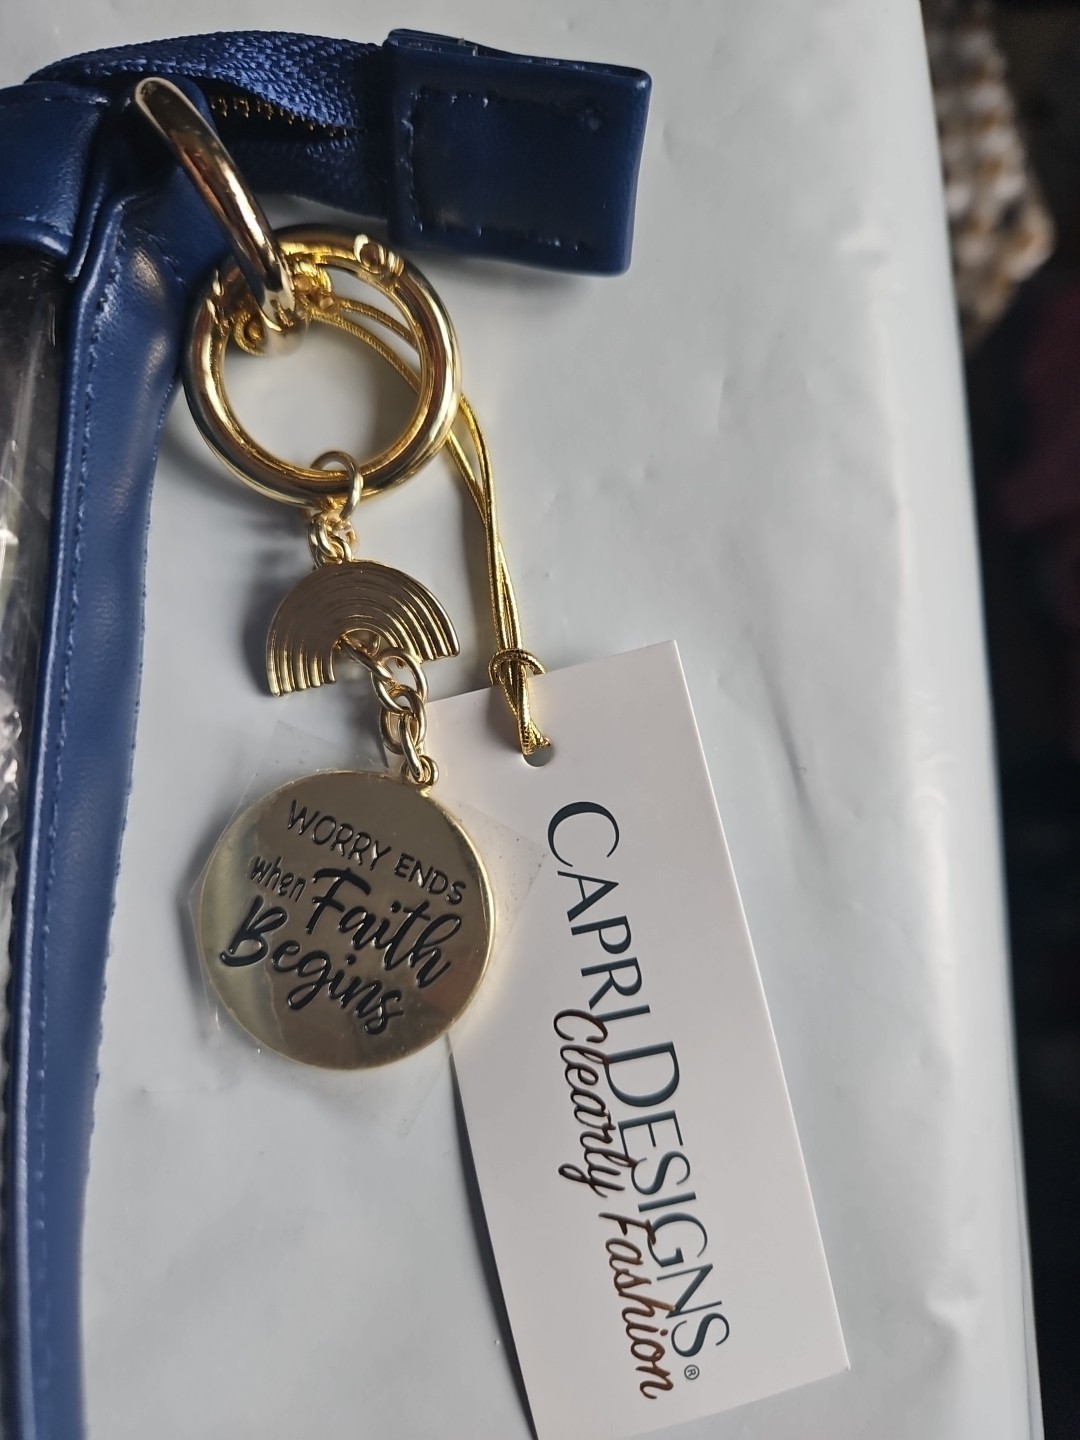 WORRY ENDS
when Faith
Begins
CAPRI DESIGNS®
Clearly Fashion